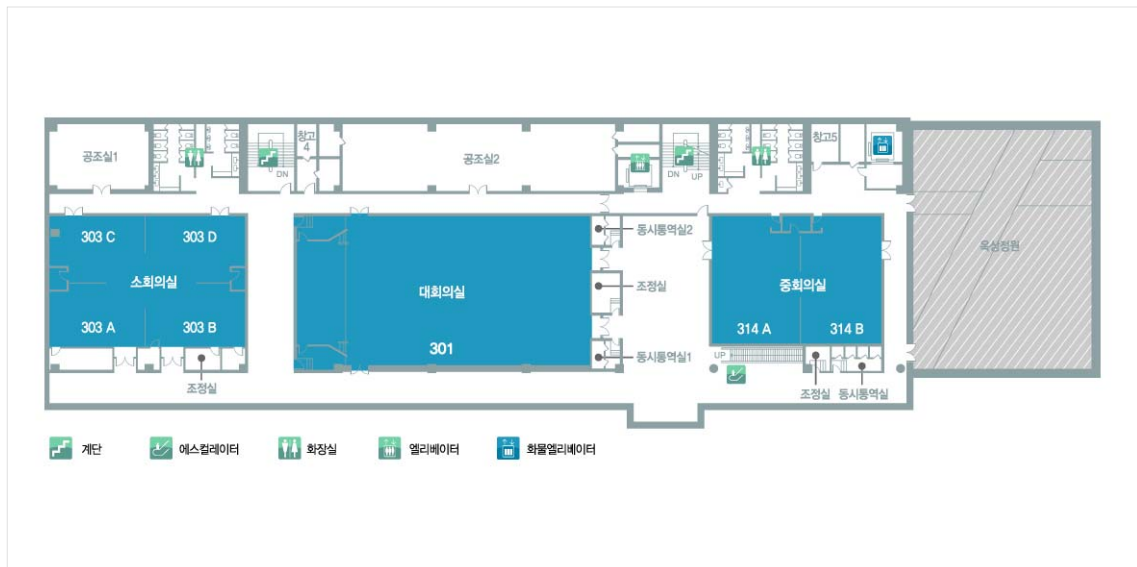 공조실1
창고
4
DN
공조실2
DN
UP
창고5
303 C
303 D
소회의실
303 A
303 B
조정실
대회의실
301
동시통역실2
조정실
동시통역실1
중회의실
314 A
314 B
UP
조정실
동시통역실
옥상정원
계단
에스컬레이터
화장실
엘리베이터
화물엘리베이터